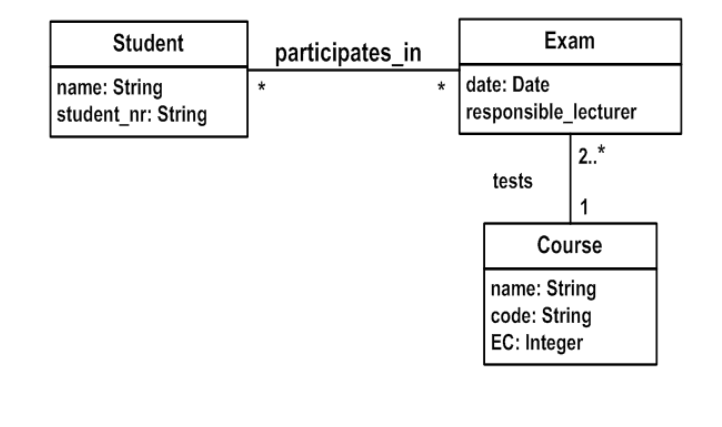 Student
name: String
student_nr: String
participates_in
*
*
Exam
date: Date
responsible_lecturer
2..*
tests
1
Course
name: String
code: String
EC: Integer